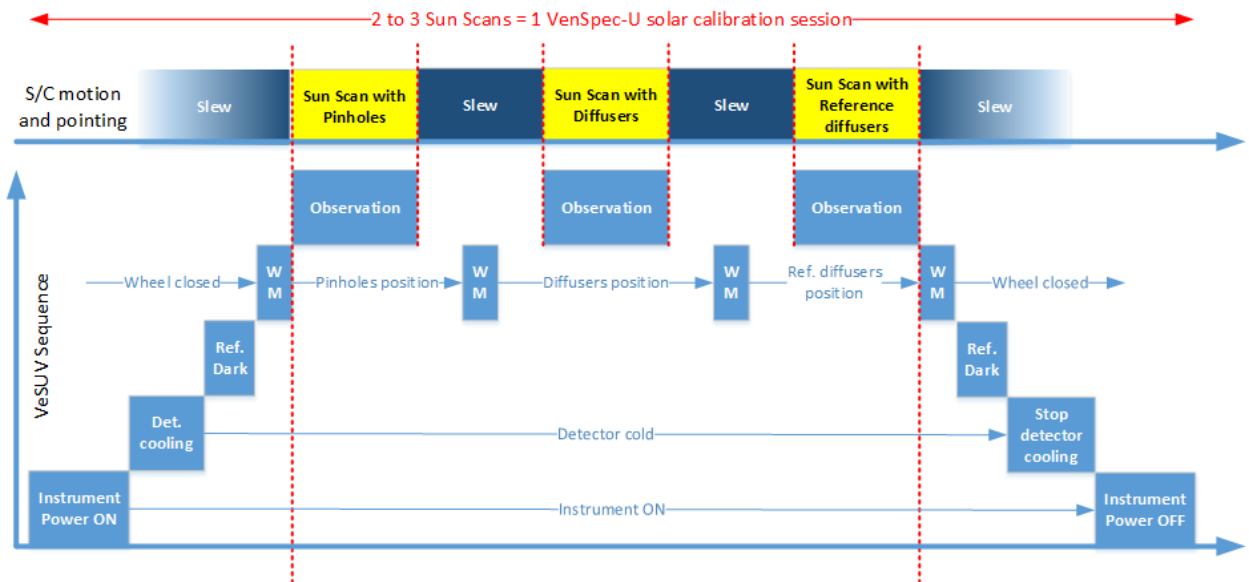 2 to 3 Sun Scans = 1 VenSpec-U solar calibration session
S/C motion
and pointing
Slew
Sun Scan with
Pinholes
Slew
Sun Scan with
Diffusers
Slew
Sun Scan with
Reference
diffusers
Slew
VeSUV Sequence
Observation
Observation
Observation
Wheel closed
W
M
Pinholes position
W
M
Diffusers position
W
M
Ref. diffusers
position
W
M
Wheel closed
Ref.
Dark
Ref.
Dark
Det.
cooling
Detector cold
Stop
detector
cooling
Instrument
Power ON
Instrument ON
Instrument
Power OFF